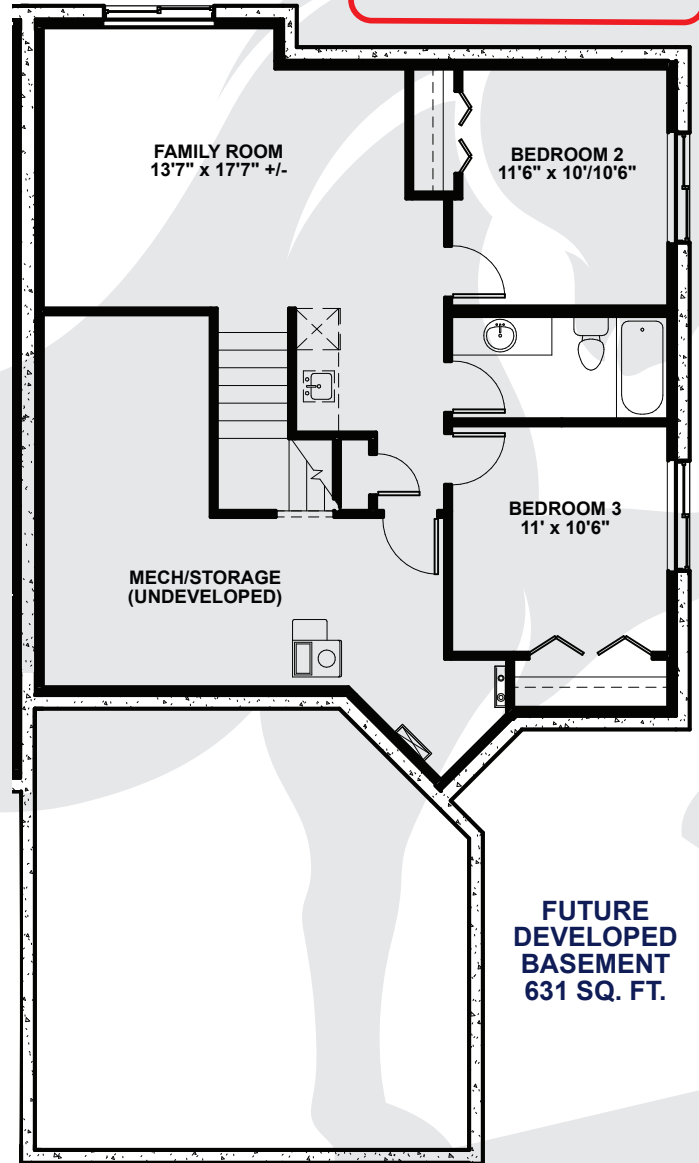 FAMILY ROOM
13'7" x 17'7" +/-
BEDROOM 2
11'6" x 10'/10'6"
BEDROOM 3
11' x 10'6"
MECH/STORAGE
(UNDEVELOPED)
FUTURE
DEVELOPED
BASEMENT
631 SQ. FT.